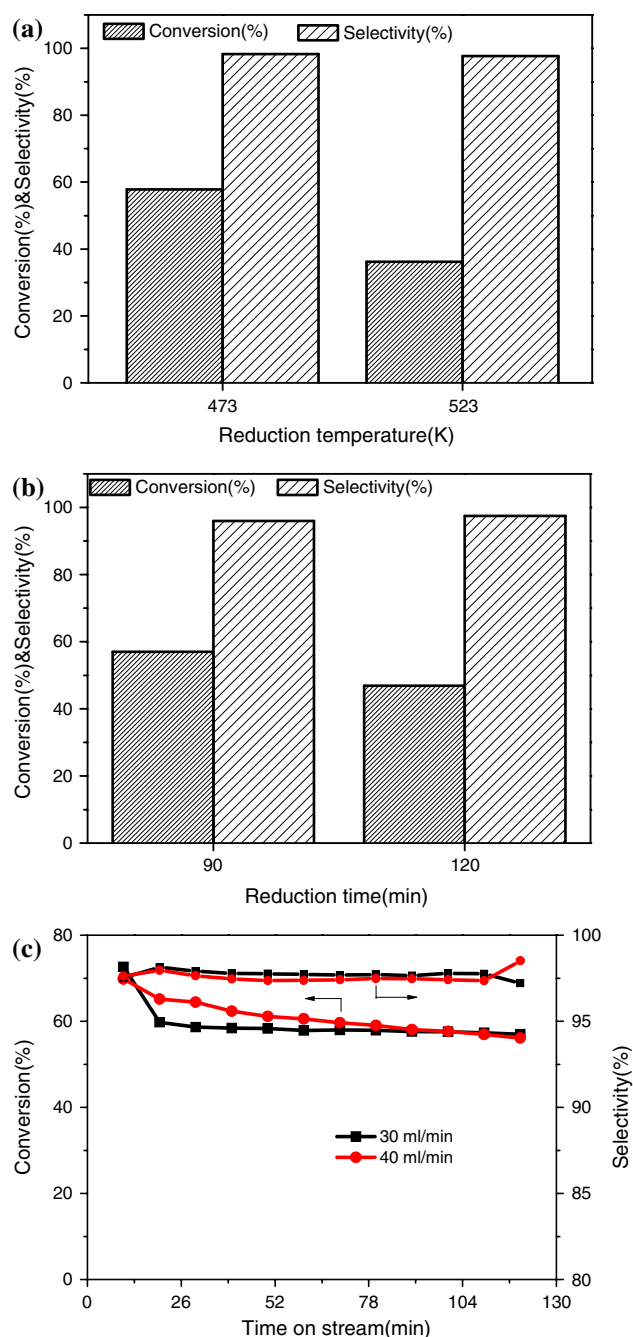 (a)
Conversion(%) Selectivity(%)
Conversion(%)&Selectivity(%)
100
80
60
40
20
0
473 523
Reduction temperature(K)
(b)
Conversion(%) Selectivity(%)
Conversion(%)&Selectivity(%)
100
80
60
40
20
0
90 120
Reduction time(min)
(c)
Conversion(%)
80
60
40
20
0
30 ml/min
40 ml/min
100
95
90
85
80
Selectivity(%)
0 26 52 78 104 130
Time on stream(min)